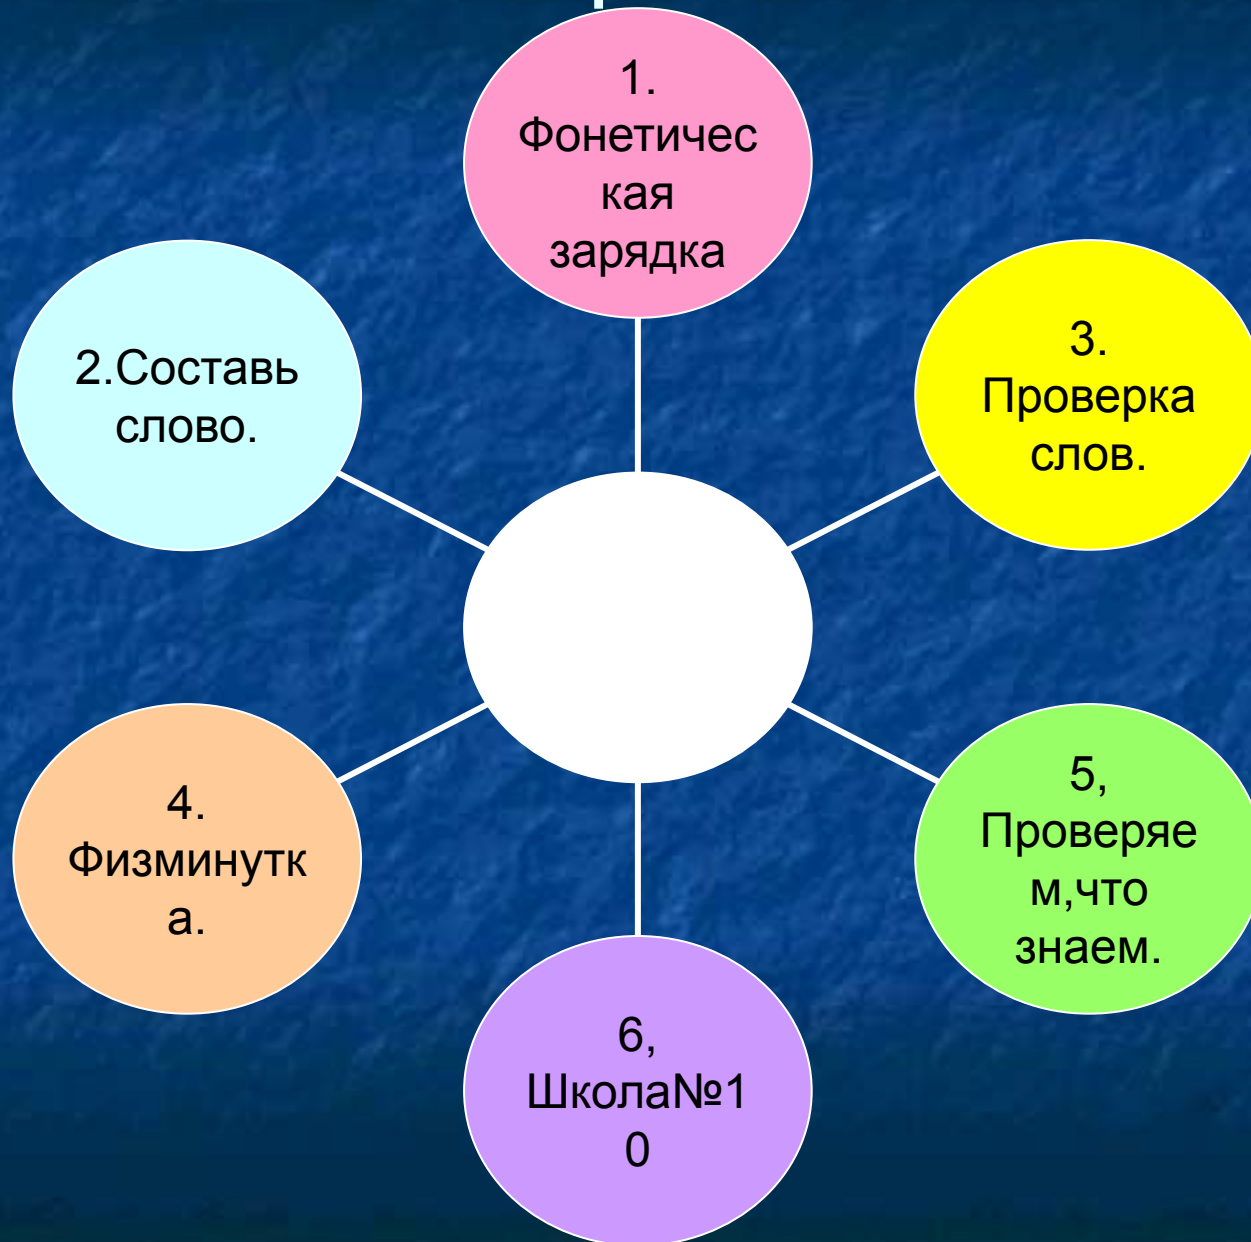 1.
Фонетичес
кая
зарядка
2.Составь
слово.
3.
Проверка
слов.
4.
Физминутк
а.
5,
Проверяе
м,что
знаем.
6,
Школа№1
0